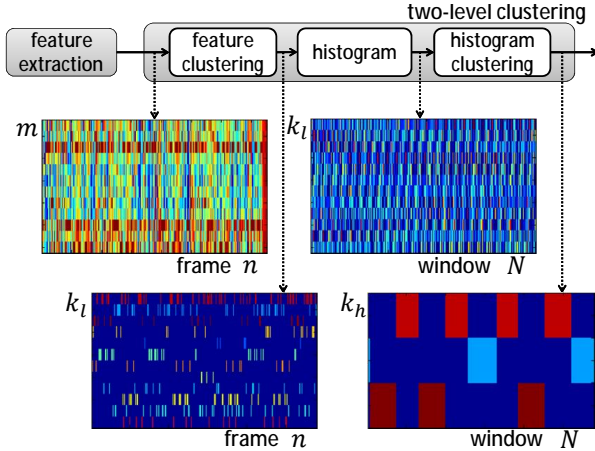 two-level clustering
feature
extraction
feature
clustering
histogram
histogram
clustering
m
frame n
k_l
window N
k_l
frame n
k_h
window N